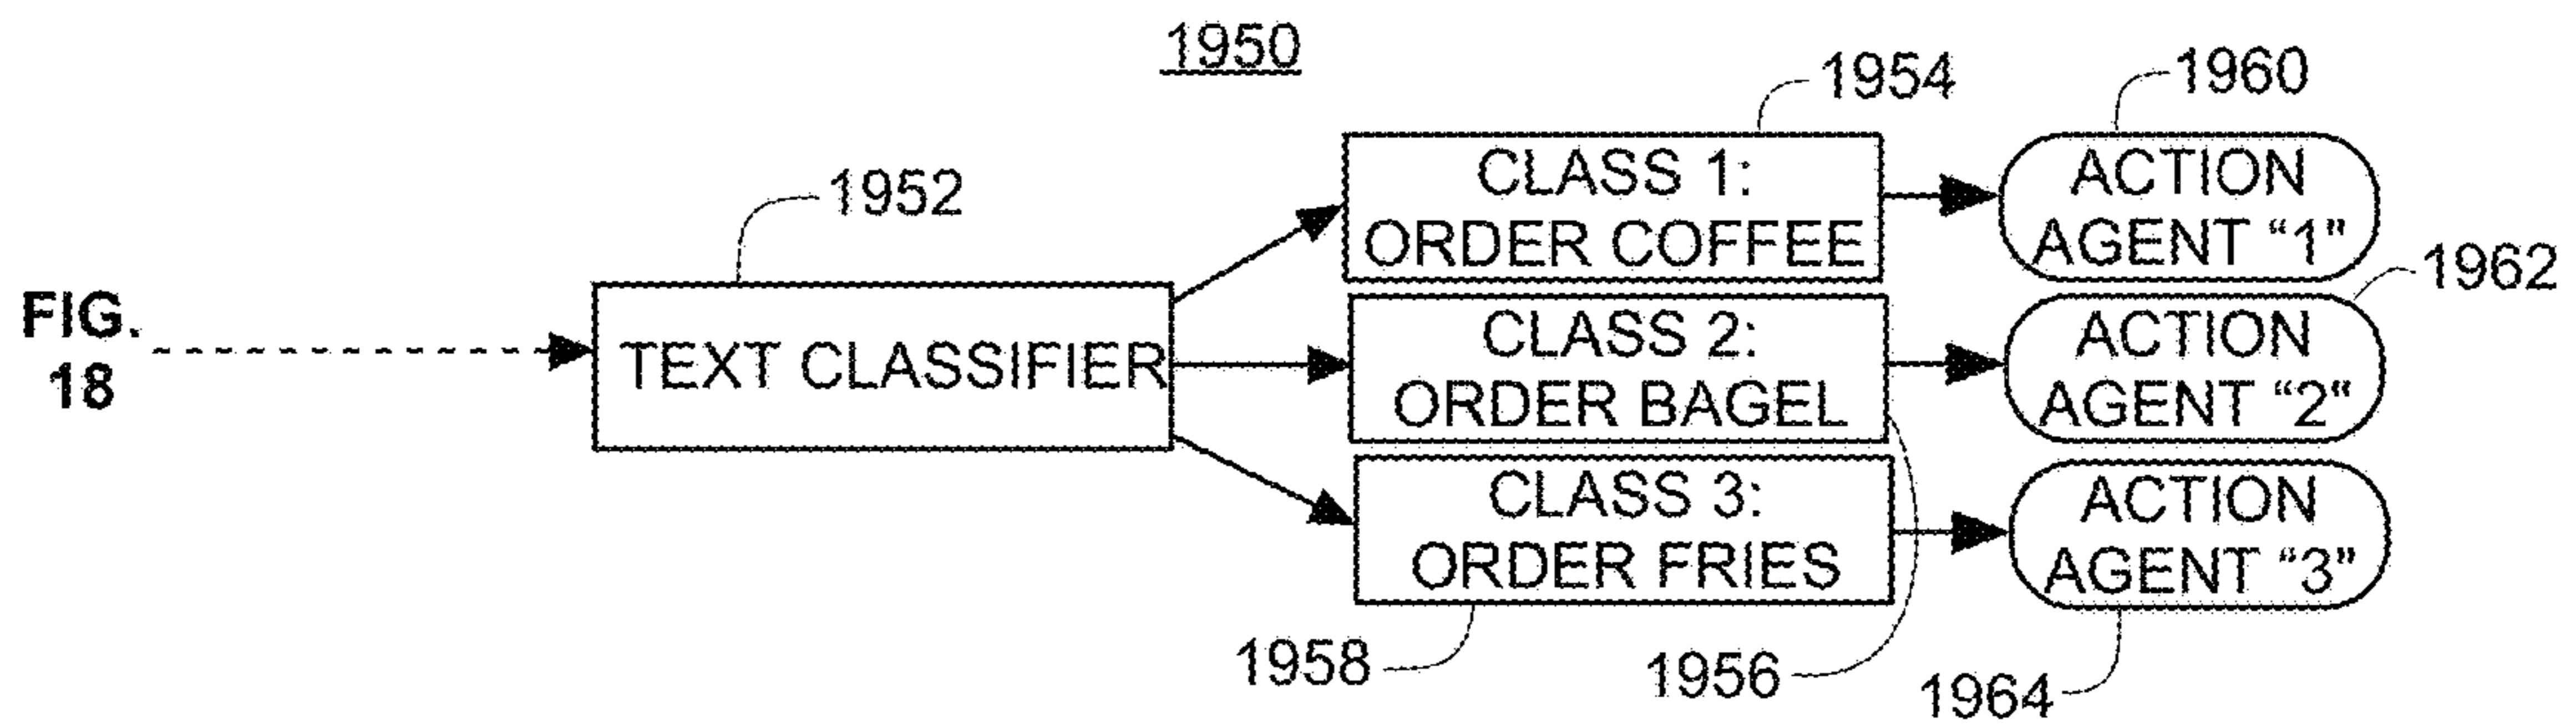 1950
1954
1960
1952
CLASS 1:
ORDER COFFEE
ACTION
AGENT “1”
1962
FIG.
18
TEXT CLASSIFIER
CLASS 2:
ORDER BAGEL
ACTION
AGENT “2”
CLASS 3:
ORDER FRIES
ACTION
AGENT “3”
1958
1956
1964